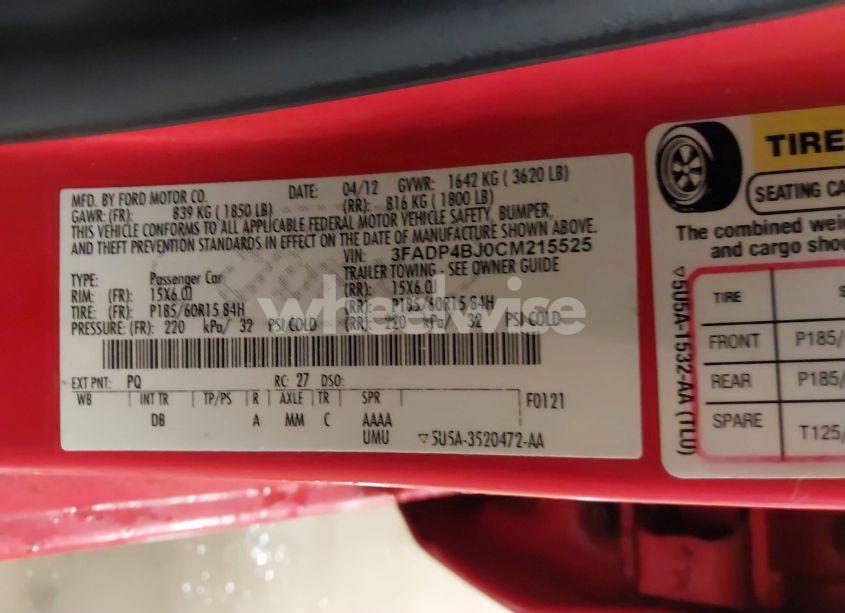 MFD. BY FORD MOTOR CO. DATE: 04/12 GVWR: 1642 KG ( 3620 LB)
GAWR: (FR): 839 KG ( 1850 LB) (RR): 816 KG ( 1800 LB)
THIS VEHICLE CONFORMS TO ALL APPLICABLE FEDERAL MOTOR VEHICLE SAFETY, BUMPER,
AND THEFT PREVENTION STANDARDS IN EFFECT ON THE DATE OF MANUFACTURE SHOWN ABOVE.
VIN: 3FADP4BJ0CM215525
TYPE: Passenger Car TRAILER TOWING - SEE OWNER GUIDE
RIM: (FR): 15X6.0J (RR): 15X6.0J
TIRE: (FR): P185/60R15 84H (RR): P185/60R15 84H
PRESSURE: (FR): 220 kPa/ 32 PSI COLD (RR): 220 kPa/ 32 PSI COLD
EXT PNT: PQ RC: 27 DSO:
WB INT TR TP/PS R AXLE TR SPR F0121
DB A MM C AAAA
UMU ▽5U5A-3520472-AA
wheelwise
▽5U5A-1532-AA (TLU)
TIRE
SEATING CA
The combined weig
and cargo shou
TIRE S
FRONT P185/
REAR P185/
SPARE T125/